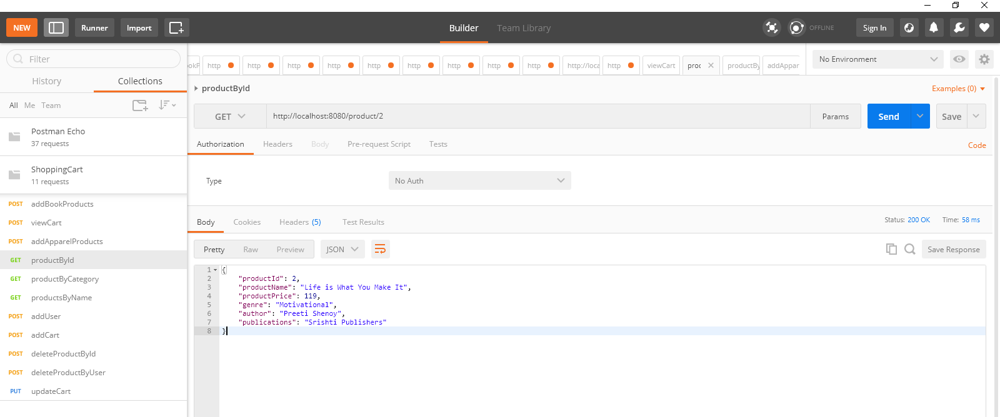 NEW Runner Import Builder Team Library OFFLINE Sign In
Filter
History Collections
All Me Team
Postman Echo
37 requests
ShoppingCart
11 requests
POST addBookProducts
POST viewCart
POST addApparelProducts
GET productById
GET productByCategory
GET productsByName
POST addUser
POST addCart
POST deleteProductById
POST deleteProductByUser
PUT updateCart
ookP http http http http http http http http http http://loca http viewCart proc productBy addAppar
No Environment
productById
Examples (0)
GET http://localhost:8080/product/2 Params Send Save
Authorization Headers Body Pre-request Script Tests Code
Type No Auth
Body Cookies Headers (5) Test Results Status: 200 OK Time: 58 ms
Pretty Raw Preview JSON Save Response
1 {
2 "productId": 2,
3 "productName": "Life is What You Make It",
4 "productPrice": 119,
5 "genre": "Motivational",
6 "author": "Preeti Shenoy",
7 "publications": "Srishti Publishers"
8 }